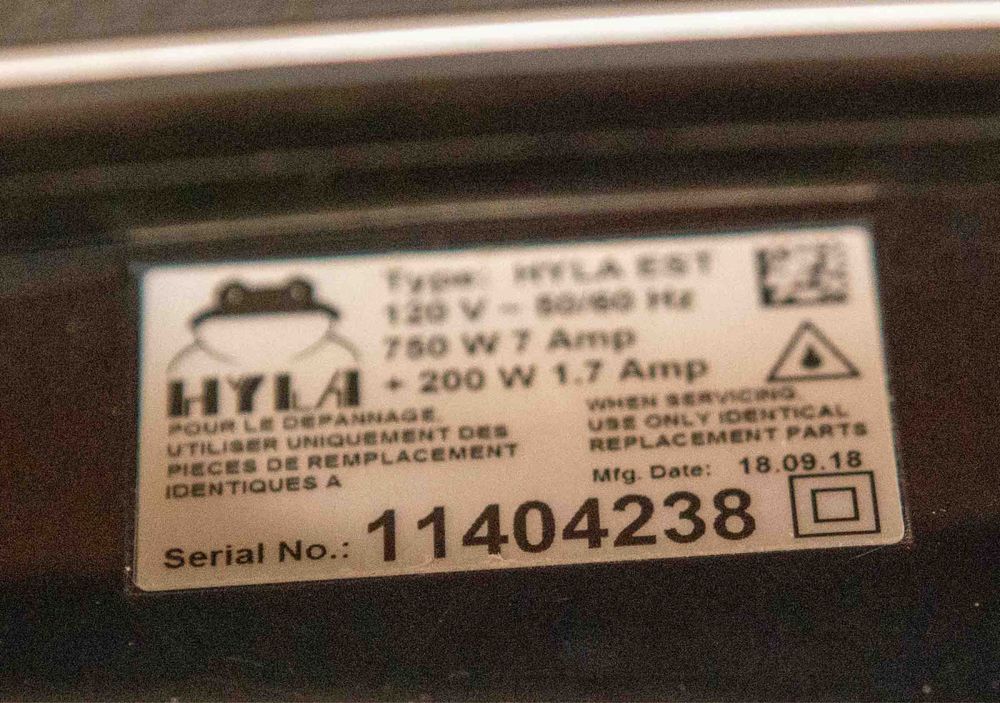 Type: HYLA EST
120 V ~ 50/60 Hz
750 W 7 Amp
+ 200 W 1.7 Amp
HYLA
POUR LE DEPANNAGE,
UTILISER UNIQUEMENT DES
PIECES DE REMPLACEMENT
IDENTIQUES A
WHEN SERVICING
USE ONLY IDENTICAL
REPLACEMENT PARTS
Mfg. Date: 18.09.18
Serial No.: 11404238